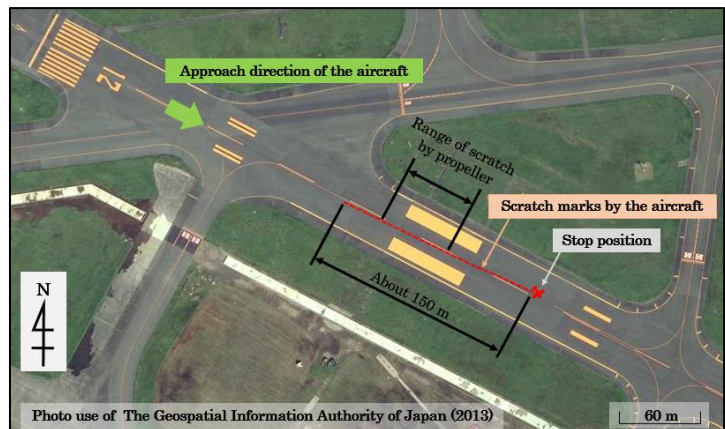 12
Approach direction of the aircraft
Range of scratch
by propeller
Scratch marks by the aircraft
Stop position
About 150 m
N
Photo use of The Geospatial Information Authority of Japan (2013)
60 m